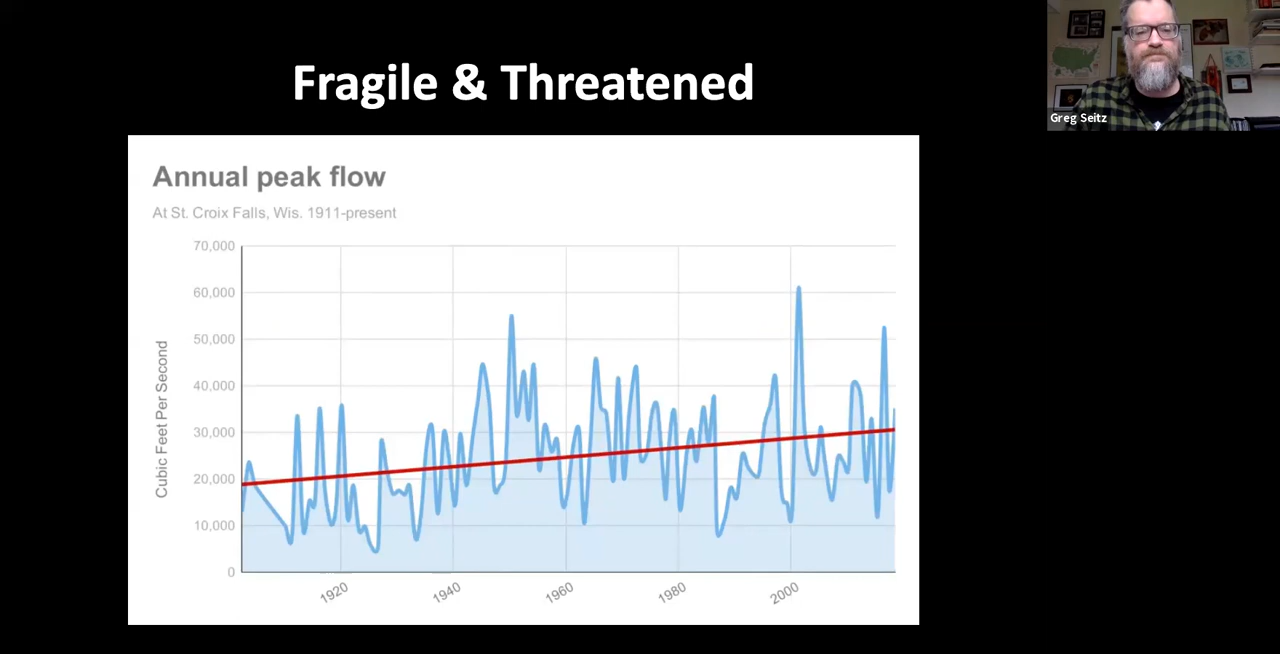 Fragile & Threatened
Greg Seitz
Annual peak flow
At St. Croix Falls, Wis. 1911-present
Cubic Feet Per Second
70,000
60,000
50,000
40,000
30,000
20,000
10,000
0
1920
1940
1960
1980
2000